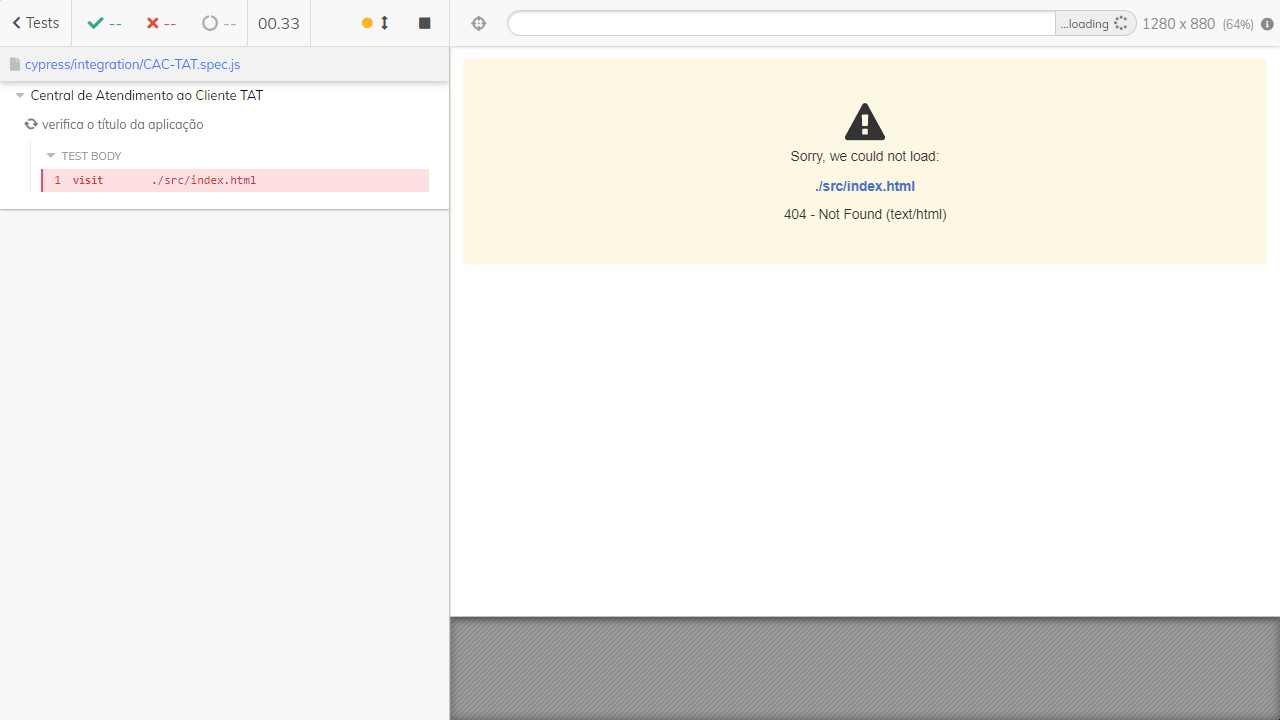 Tests -- -- -- 00.33
...loading 1280 x 880 (64%)
cypress/integration/CAC-TAT.spec.js
Central de Atendimento ao Cliente TAT
verifica o título da aplicação
TEST BODY
1 visit ./src/index.html
Sorry, we could not load:
./src/index.html
404 - Not Found (text/html)